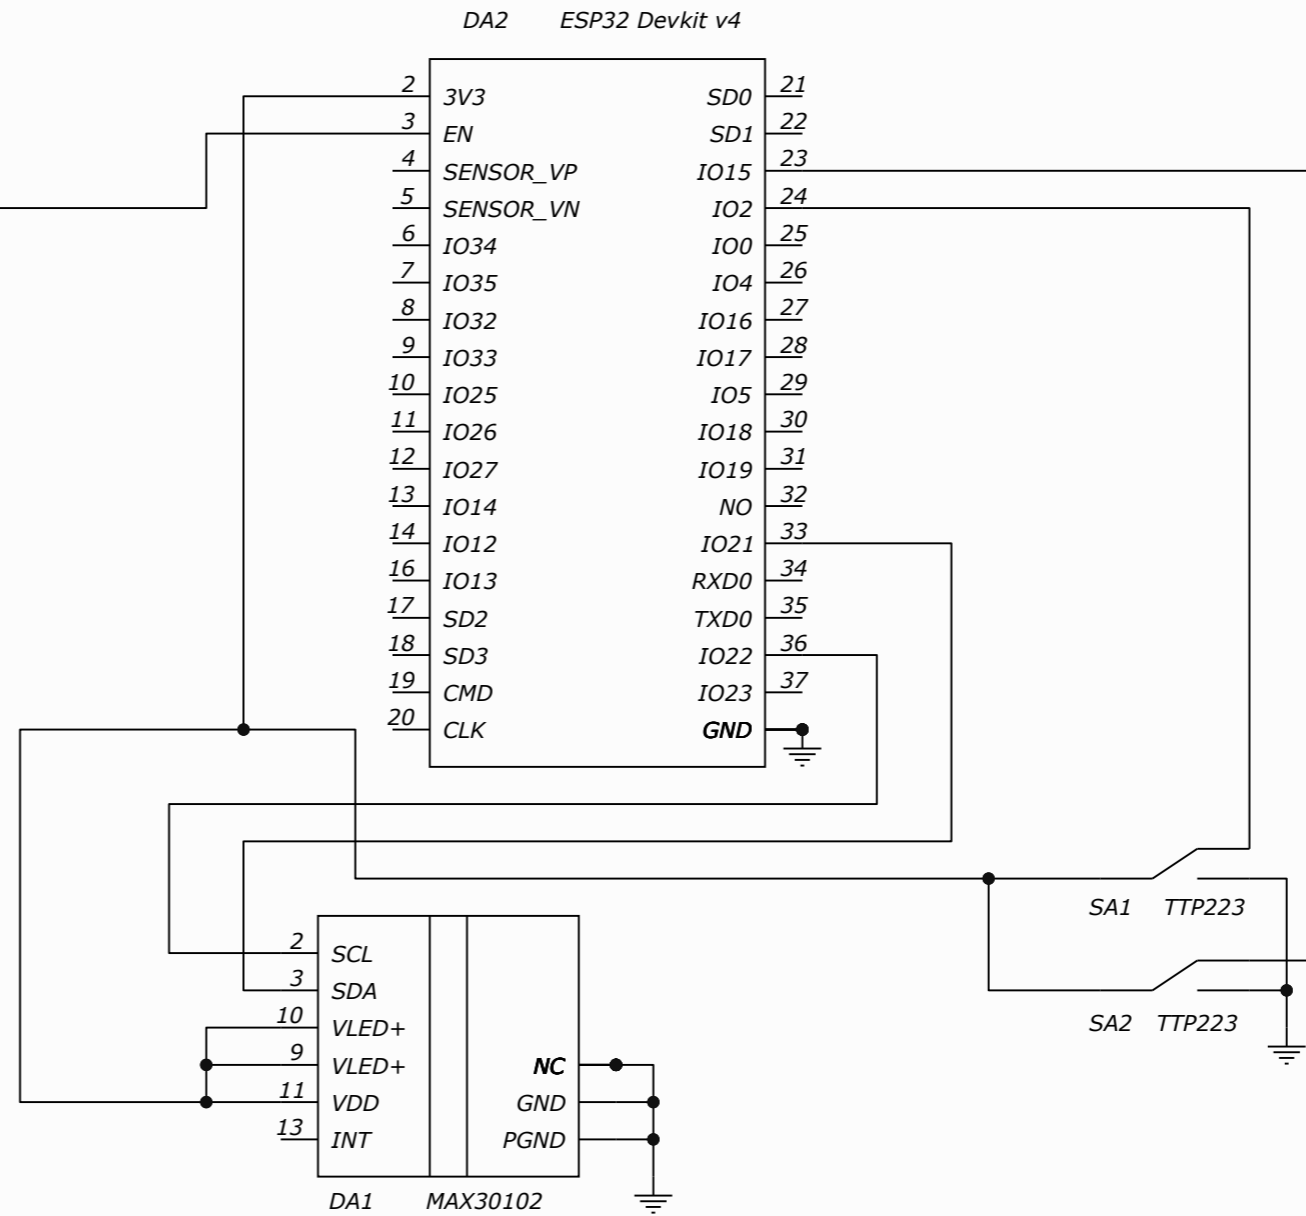 DA2 ESP32 Devkit v4
2 3V3 SD0 21
3 EN SD1 22
4 SENSOR_VP IO15 23
5 SENSOR_VN IO2 24
6 IO34 IO0 25
7 IO35 IO4 26
8 IO32 IO16 27
9 IO33 IO17 28
10 IO25 IO5 29
11 IO26 IO18 30
12 IO27 IO19 31
13 IO14 NO 32
14 IO12 IO21 33
16 IO13 RXD0 34
17 SD2 TXD0 35
18 SD3 IO22 36
19 CMD IO23 37
20 CLK GND
SA1 TTP223
2 SCL
3 SDA
SA2 TTP223
10 VLED+
9 VLED+ NC
11 VDD GND
13 INT PGND
DA1 MAX30102